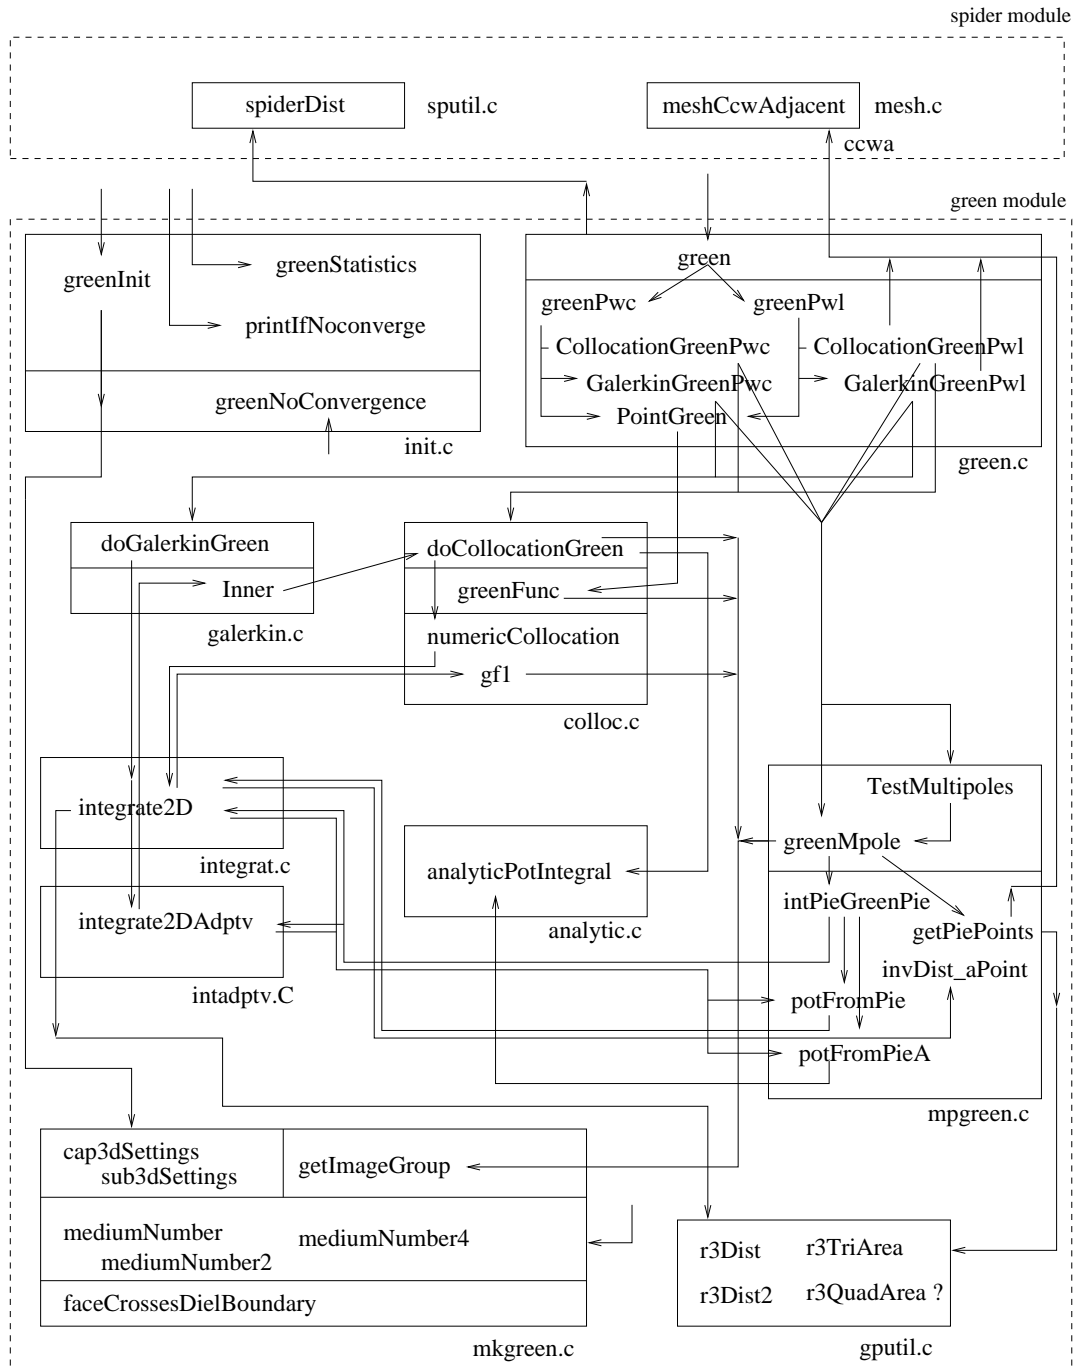 spider module
spiderDist
sputil.c
meshCcwAdjacent
mesh.c
ccwa
green module
greenInit
greenStatistics
printIfNoconverge
greenNoConvergence
init.c
green
greenPwc
greenPwl
CollocationGreenPwc
CollocationGreenPwl
GalerkinGreenPwc
GalerkinGreenPwl
PointGreen
green.c
doGalerkinGreen
Inner
galerkin.c
doCollocationGreen
greenFunc
numericCollocation
gf1
colloc.c
integrate2D
integrat.c
integrate2DAdptv
intadptv.C
analyticPotIntegral
analytic.c
TestMultipoles
greenMpole
intPieGreenPie
getPiePoints
invDist_aPoint
potFromPie
potFromPieA
mpgreen.c
cap3dSettings
sub3dSettings
getImageGroup
mediumNumber
mediumNumber2
mediumNumber4
faceCrossesDielBoundary
mkgreen.c
r3Dist
r3TriArea
r3Dist2
r3QuadArea ?
gputil.c